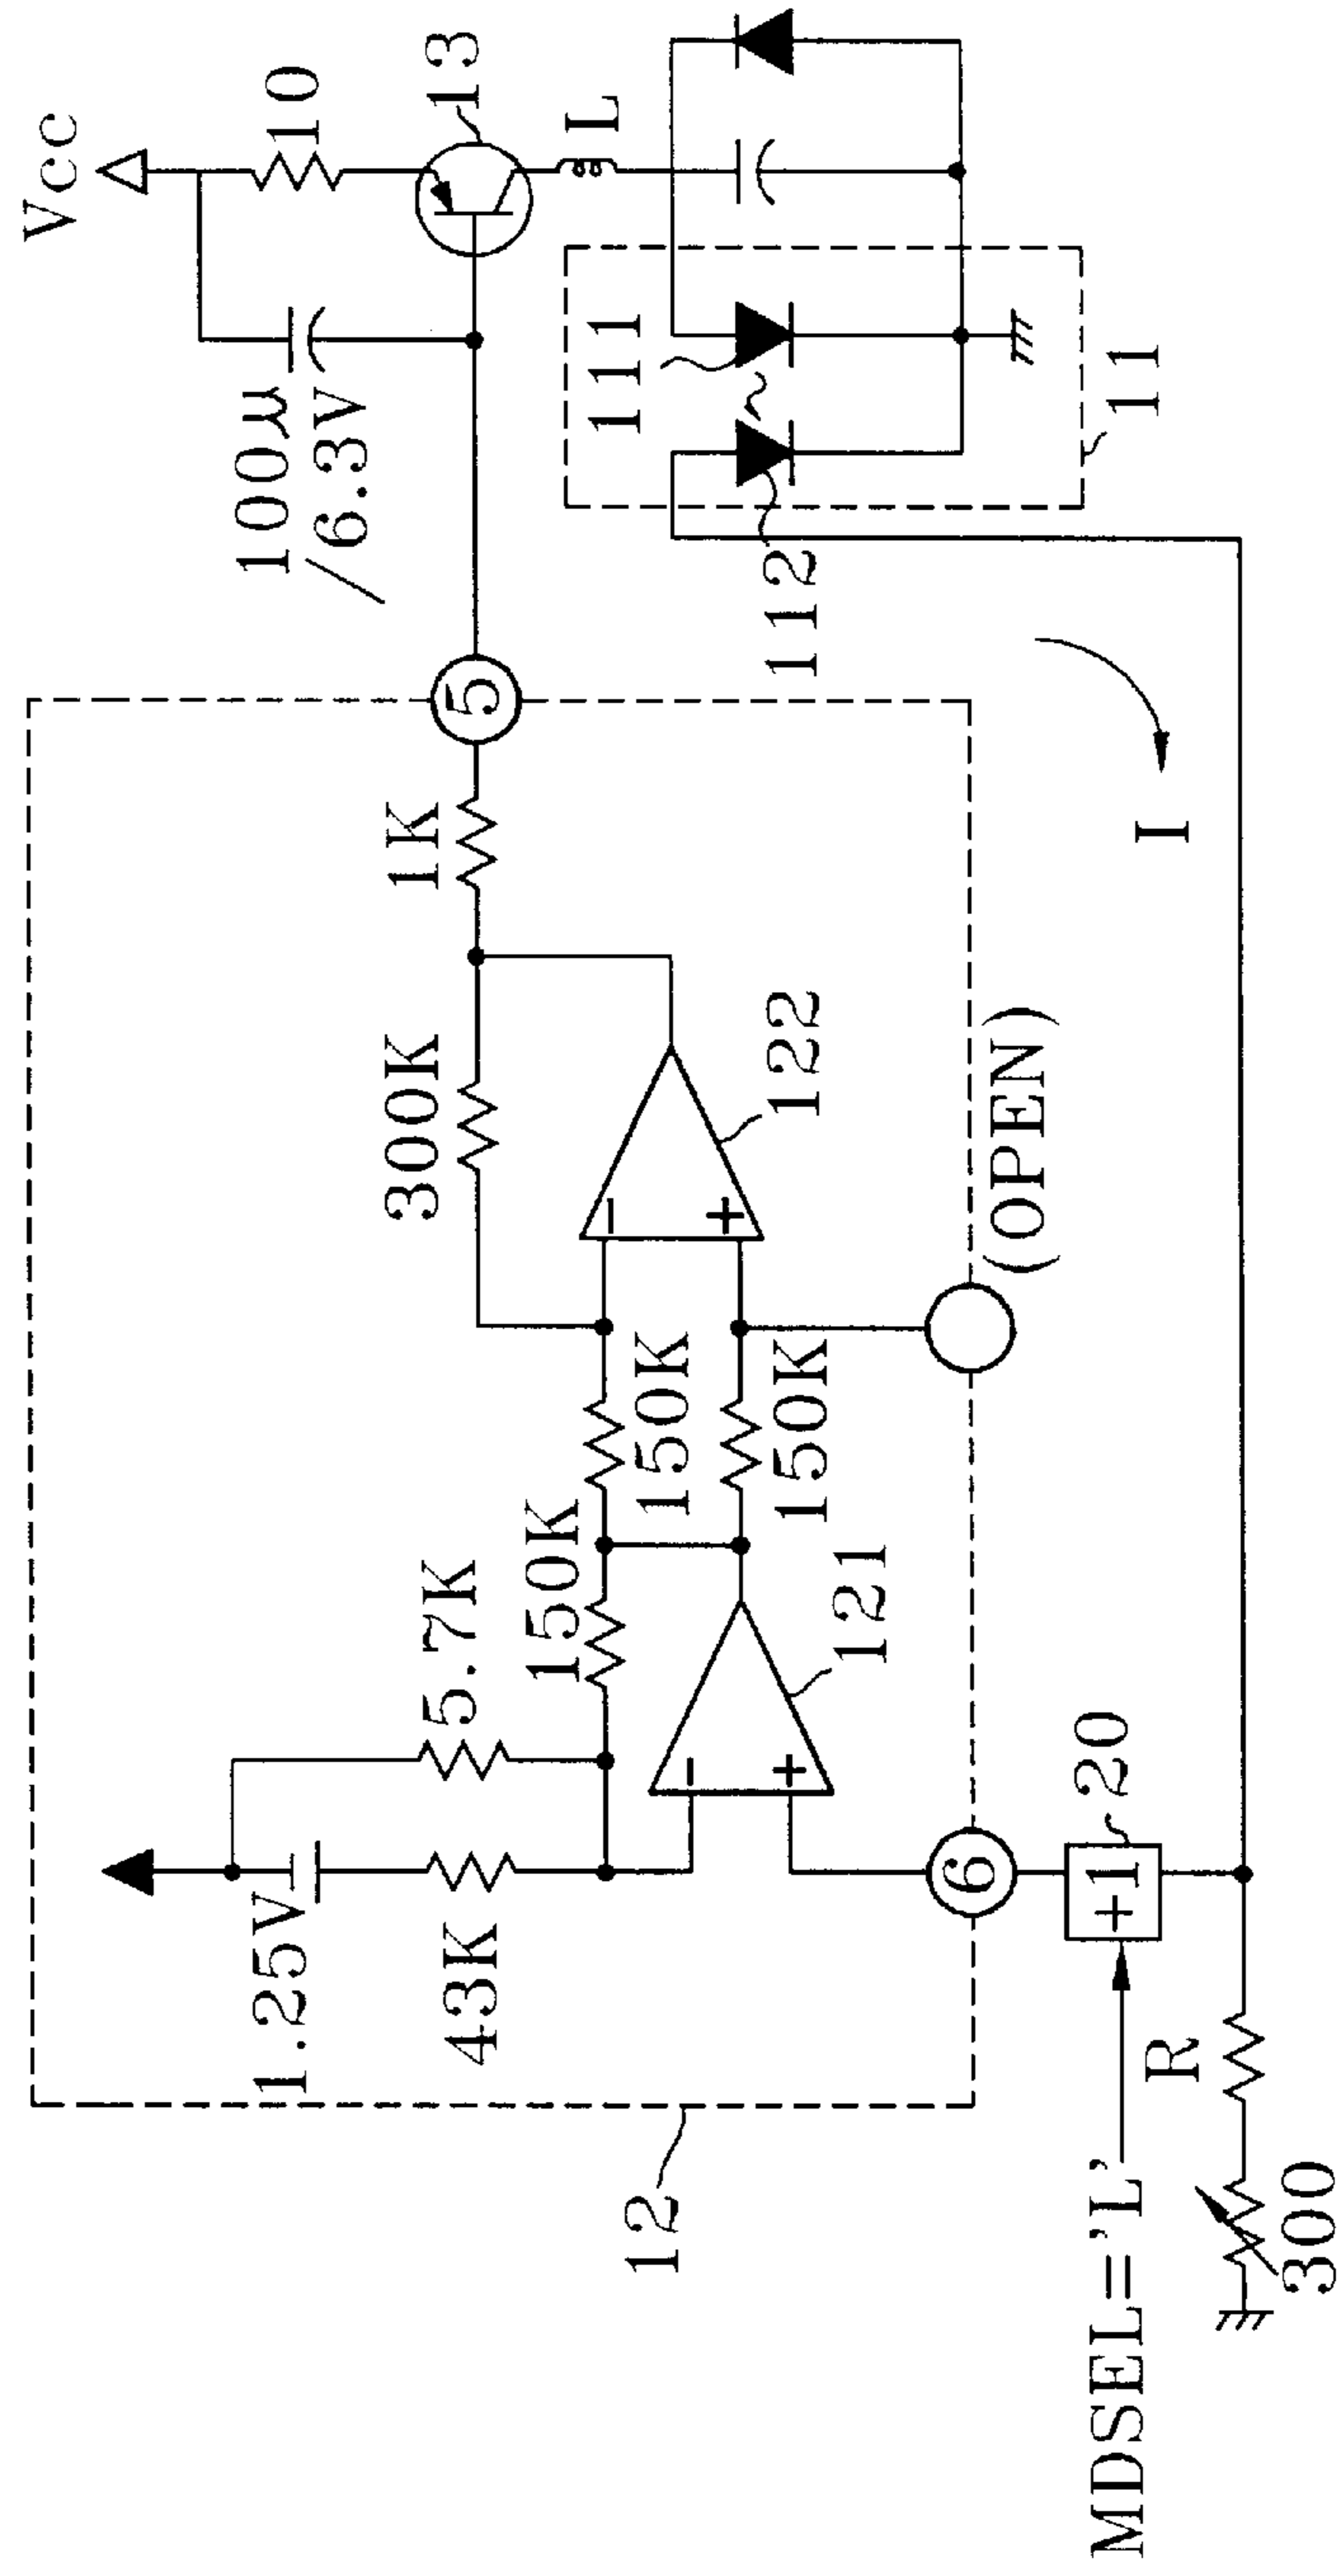 Vcc
10
13
L
100μ
/6.3V
111
112
11
5
1K
I
300K
122
(OPEN)
150K
150K
150K
5.7K
121
1.25V
43K
6
+1
20
12
R
MDSEL='L'
300